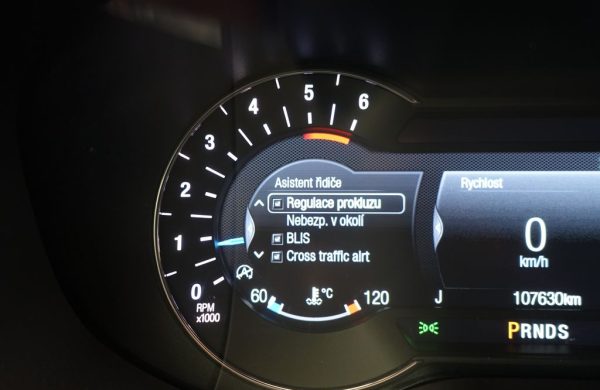 6
5
4
3
2
1
0
RPM
x1000
Asistent řidiče
Regulace prokluzu
Nebezp. v okolí
BLIS
Cross traffic alrt
60
°C
120
Rychlost
0
km/h
J
107630km
PRNDS